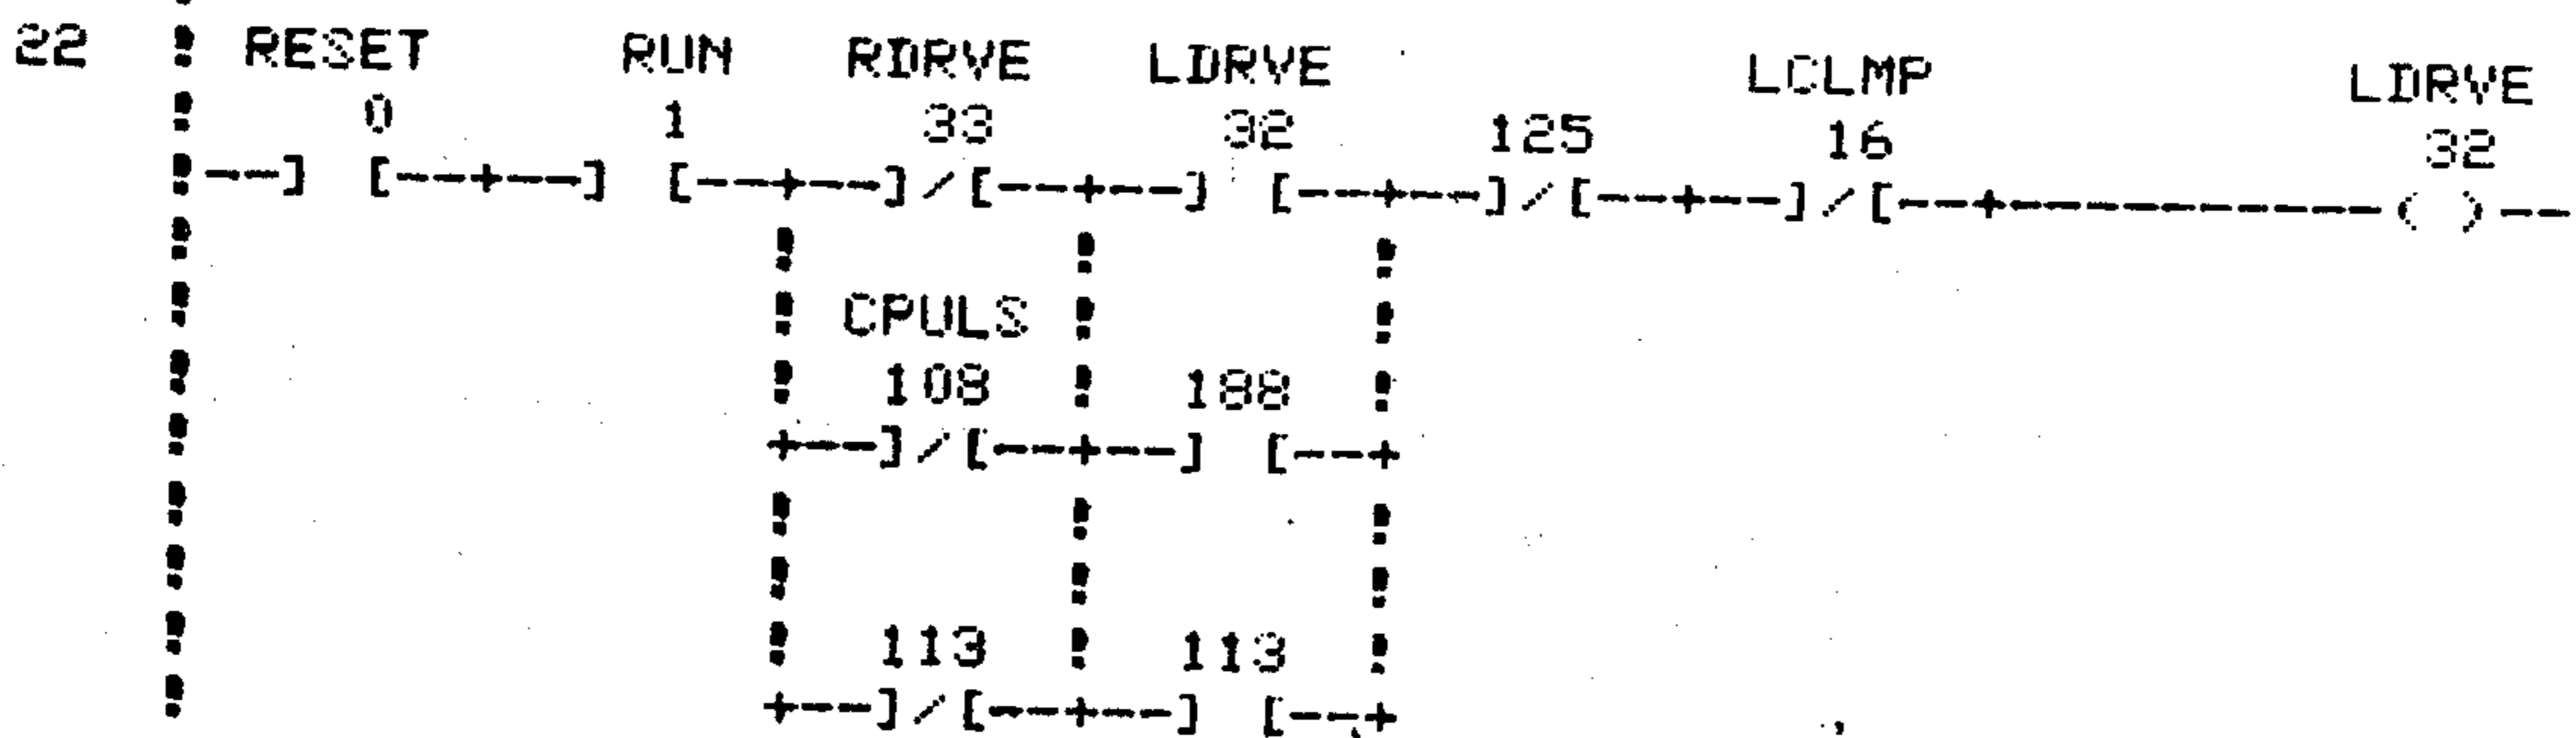 22 ! RESET RUN RDRVE LDRVE LCLMP LDRVE
! 0 1 33 32 125 16 32
!---] [---+---] [---+---]/[---+---] [---+---]/[---+---]/[---+-------------( )--
! ! ! !
! ! CPULS ! !
! ! 108 ! 188 !
! +---]/[---+---] [---+
! ! ! !
! ! ! !
! ! 113 ! 113 !
! +---]/[---+---] [---+